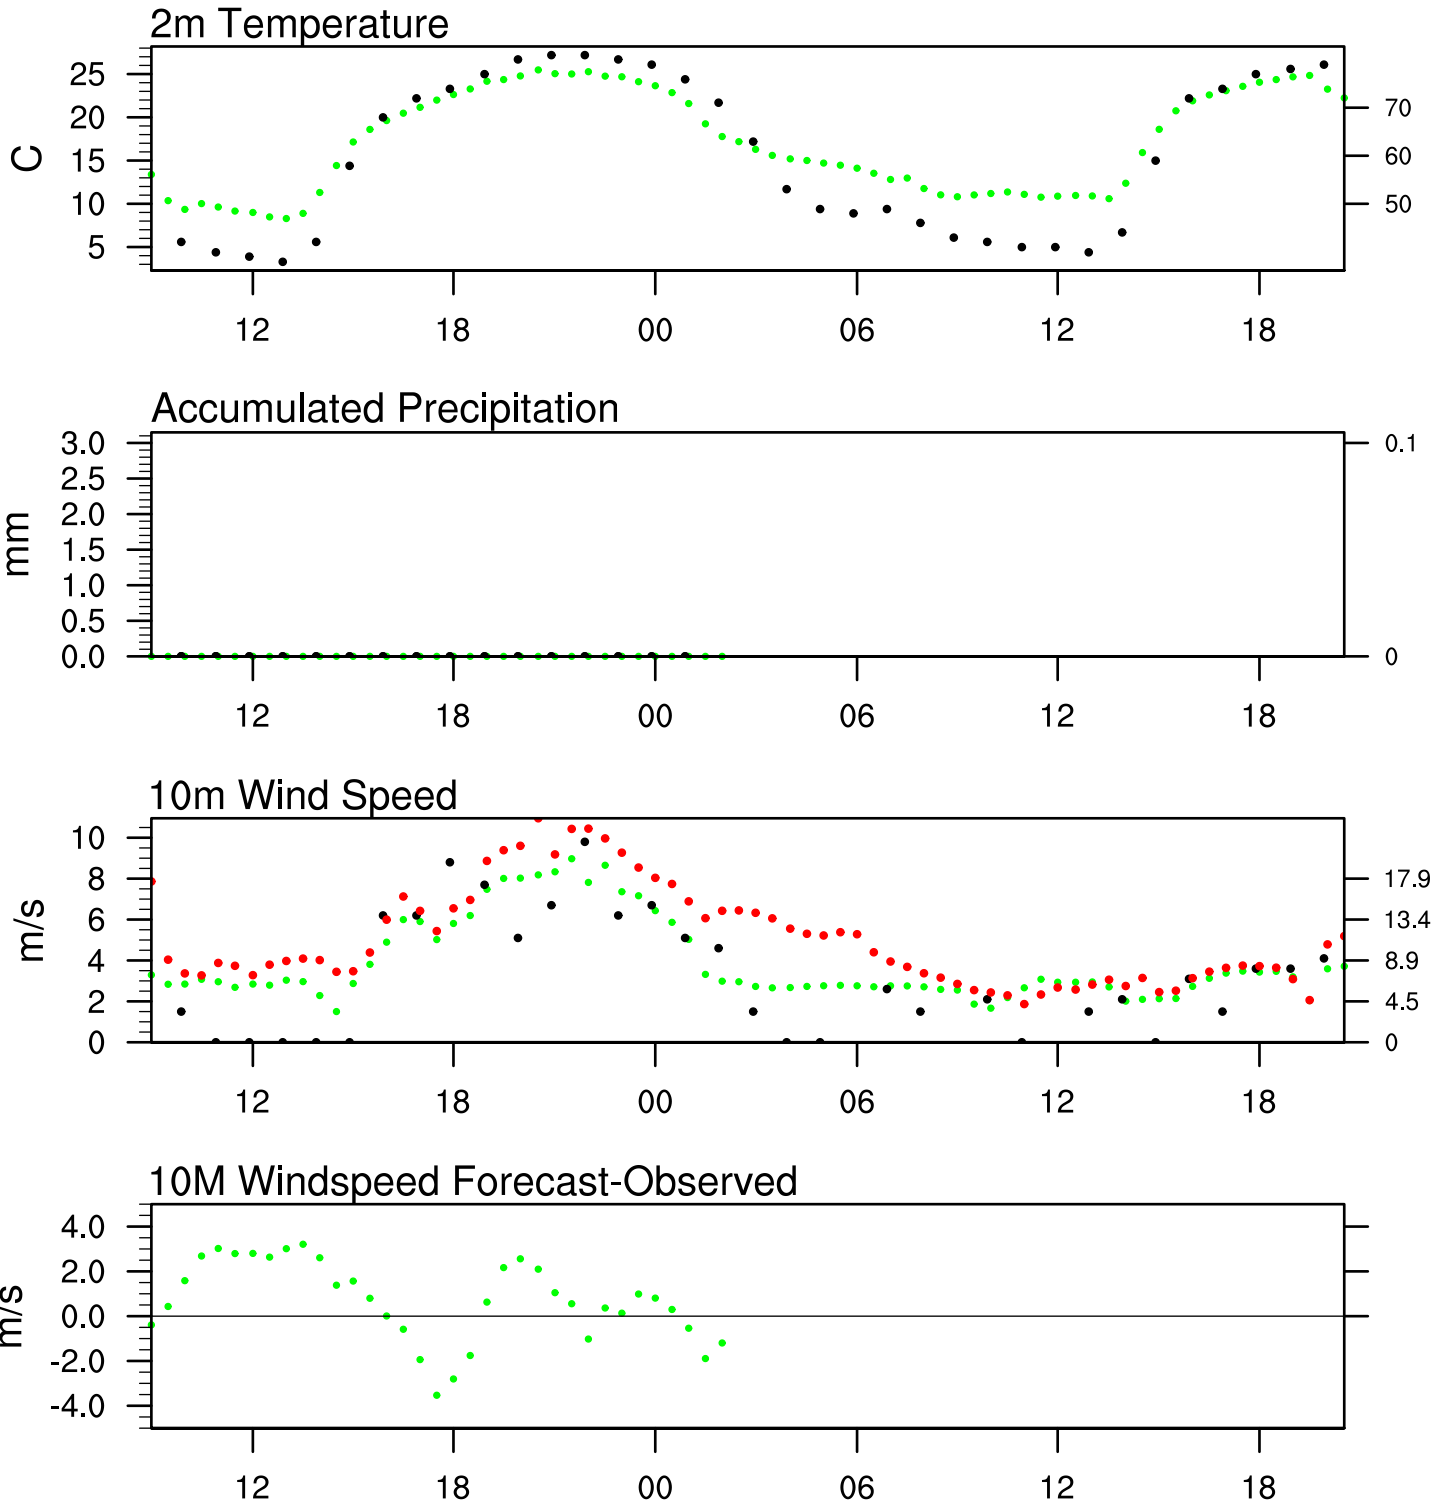 2m Temperature
25
20
15
10
5
C
70
60
50
12 18 00 06 12 18
Accumulated Precipitation
3.0
2.5
2.0
1.5
1.0
0.5
0.0
mm
0.1
0
12 18 00 06 12 18
10m Wind Speed
10
8
6
4
2
0
m/s
17.9
13.4
8.9
4.5
0
12 18 00 06 12 18
10M Windspeed Forecast-Observed
4.0
2.0
0.0
-2.0
-4.0
m/s
12 18 00 06 12 18